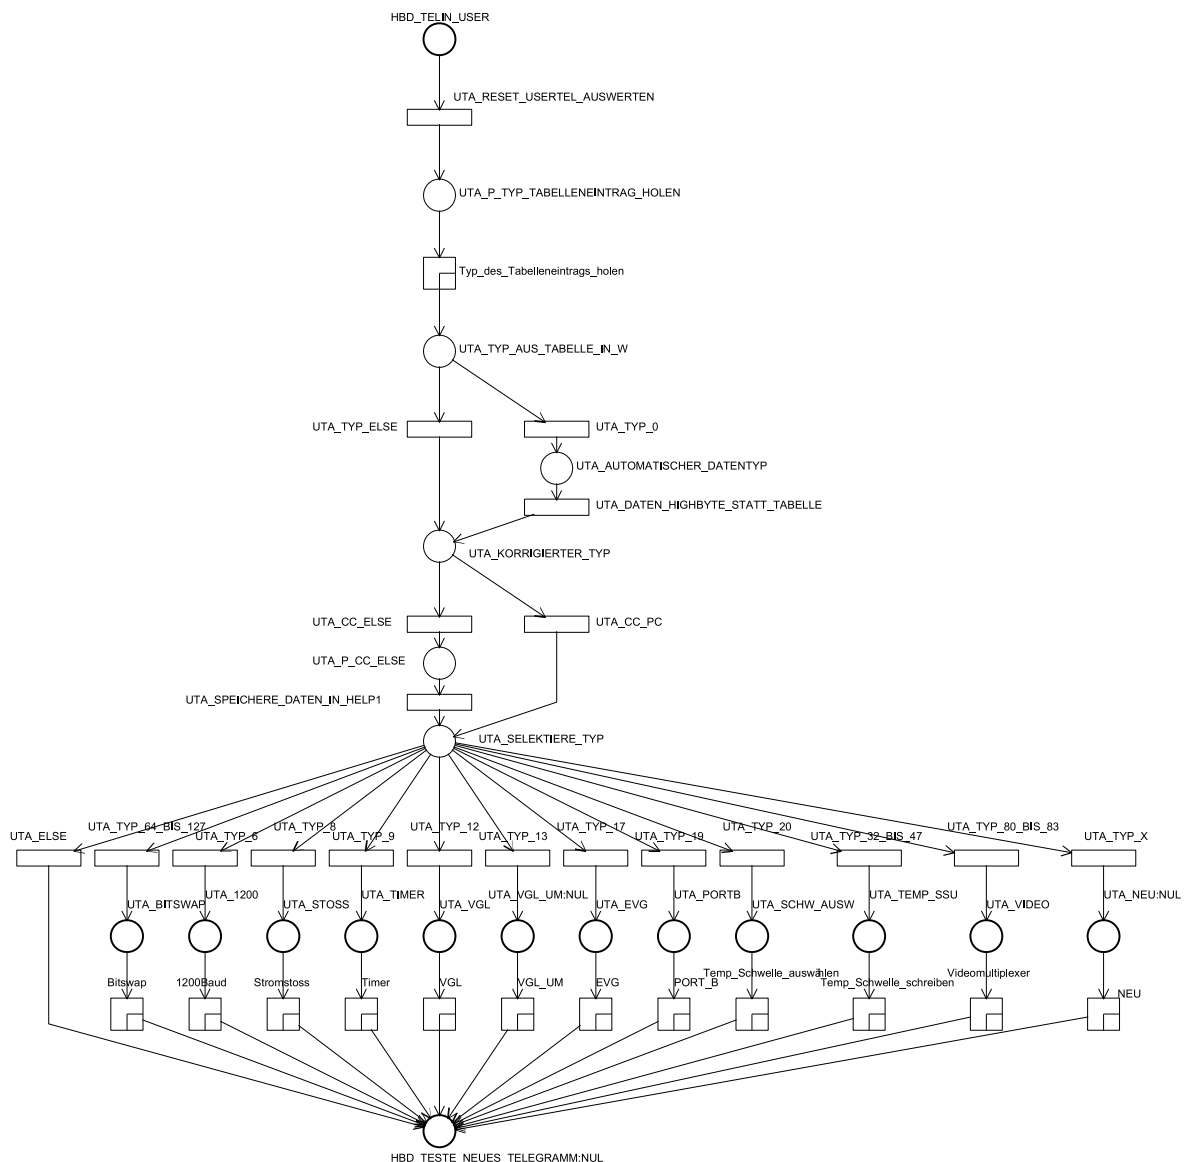 HBD_TELIN_USER
UTA_RESET_USERTEL_AUSWERTEN
UTA_P_TYP_TABELLENEINTRAG_HOLEN
Typ_des_Tabelleneintrags_holen
UTA_TYP_AUS_TABELLE_IN_W
UTA_TYP_ELSE
UTA_TYP_0
UTA_AUTOMATISCHER_DATENTYP
UTA_DATEN_HIGHBYTE_STATT_TABELLE
UTA_KORRIGIERTER_TYP
UTA_CC_ELSE
UTA_CC_PC
UTA_P_CC_ELSE
UTA_SPEICHERE_DATEN_IN_HELP1
UTA_SELEKTIERE_TYP
UTA_ELSE
UTA_TYP_64_BIS_127
UTA_TYP_6
UTA_TYP_8
UTA_TYP_9
UTA_TYP_12
UTA_TYP_13
UTA_TYP_17
UTA_TYP_19
UTA_TYP_20
UTA_TYP_32_BIS_47
UTA_TYP_80_BIS_83
UTA_TYP_X
UTA_BITSWAP
UTA_1200
UTA_STOSS
UTA_TIMER
UTA_VGL
UTA_VGL_UM:NUL
UTA_EVG
UTA_PORTB
UTA_SCHW_AUSW
UTA_TEMP_SSU
UTA_VIDEO
UTA_NEU:NUL
Bitswap
1200Baud
Stromstoss
Timer
VGL
VGL_UM
EVG
PORT_B
Temp_Schwelle_auswählen
Temp_Schwelle_schreiben
Videomultiplexer
NEU
HBD_TESTE_NEUES_TELEGRAMM:NUL